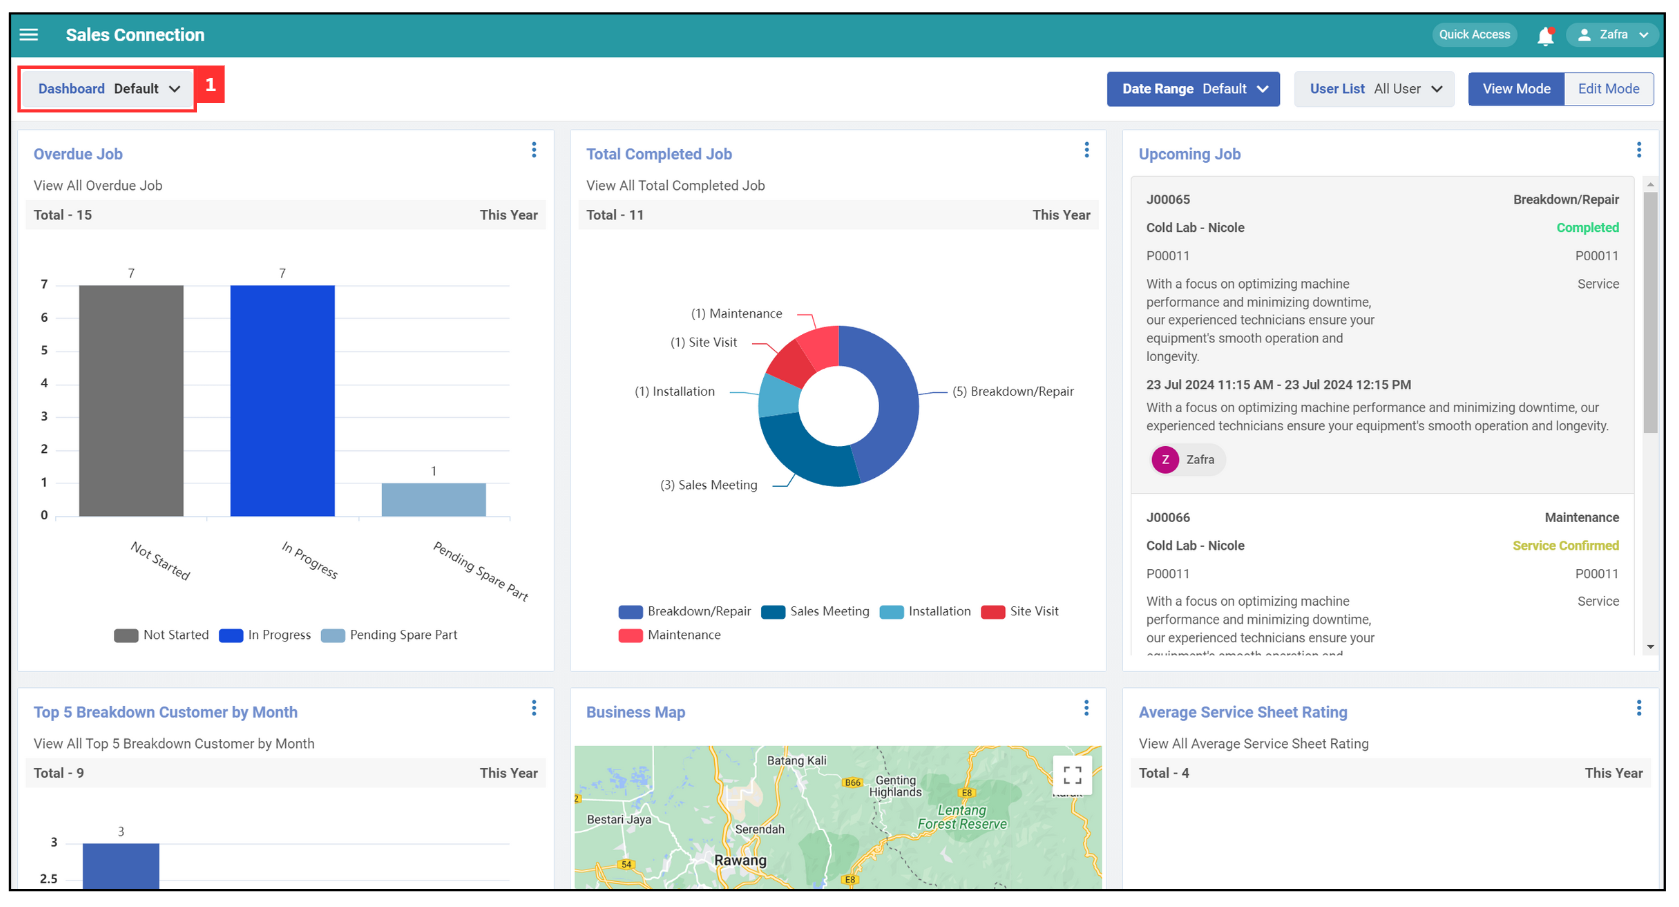 Sales Connection
Quick Access
Zafra
Dashboard Default
1
Date Range Default
User List All User
View Mode
Edit Mode
Overdue Job
View All Overdue Job
Total - 15 This Year
7 7
7
6
5
4
3
2
1
1
0
Not Started
In Progress
Pending Spare Part
Not Started In Progress Pending Spare Part
Total Completed Job
View All Total Completed Job
Total - 11 This Year
(1) Maintenance
(1) Site Visit
(1) Installation
(5) Breakdown/Repair
(3) Sales Meeting
Breakdown/Repair Sales Meeting Installation Site Visit
Maintenance
Upcoming Job
J00065 Breakdown/Repair
Cold Lab - Nicole Completed
P00011 P00011
With a focus on optimizing machine Service
performance and minimizing downtime,
our experienced technicians ensure your
equipment's smooth operation and
longevity.
23 Jul 2024 11:15 AM - 23 Jul 2024 12:15 PM
With a focus on optimizing machine performance and minimizing downtime, our
experienced technicians ensure your equipment's smooth operation and longevity.
Z Zafra
J00066 Maintenance
Cold Lab - Nicole Service Confirmed
P00011 P00011
With a focus on optimizing machine Service
performance and minimizing downtime,
our experienced technicians ensure your
equipment's smooth operation and
Top 5 Breakdown Customer by Month
View All Top 5 Breakdown Customer by Month
Total - 9 This Year
3
3
2.5
Business Map
Batang Kali
B66
Genting
Highlands
E8
2
Bestari Jaya
Serendah
Lentang
Forest Reserve
54
Rawang
E8
Average Service Sheet Rating
View All Average Service Sheet Rating
Total - 4 This Year